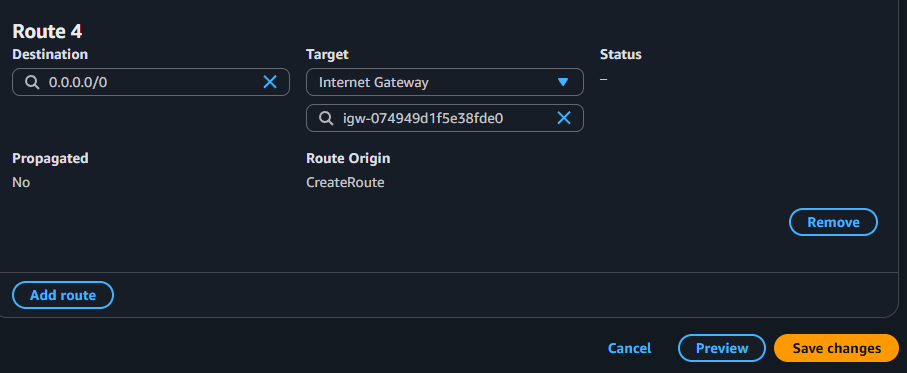 Route 4
Destination
Target
Status
0.0.0.0/0
Internet Gateway
–
igw-074949d1f5e38fde0
Propagated
Route Origin
No
CreateRoute
Remove
Add route
Cancel
Preview
Save changes